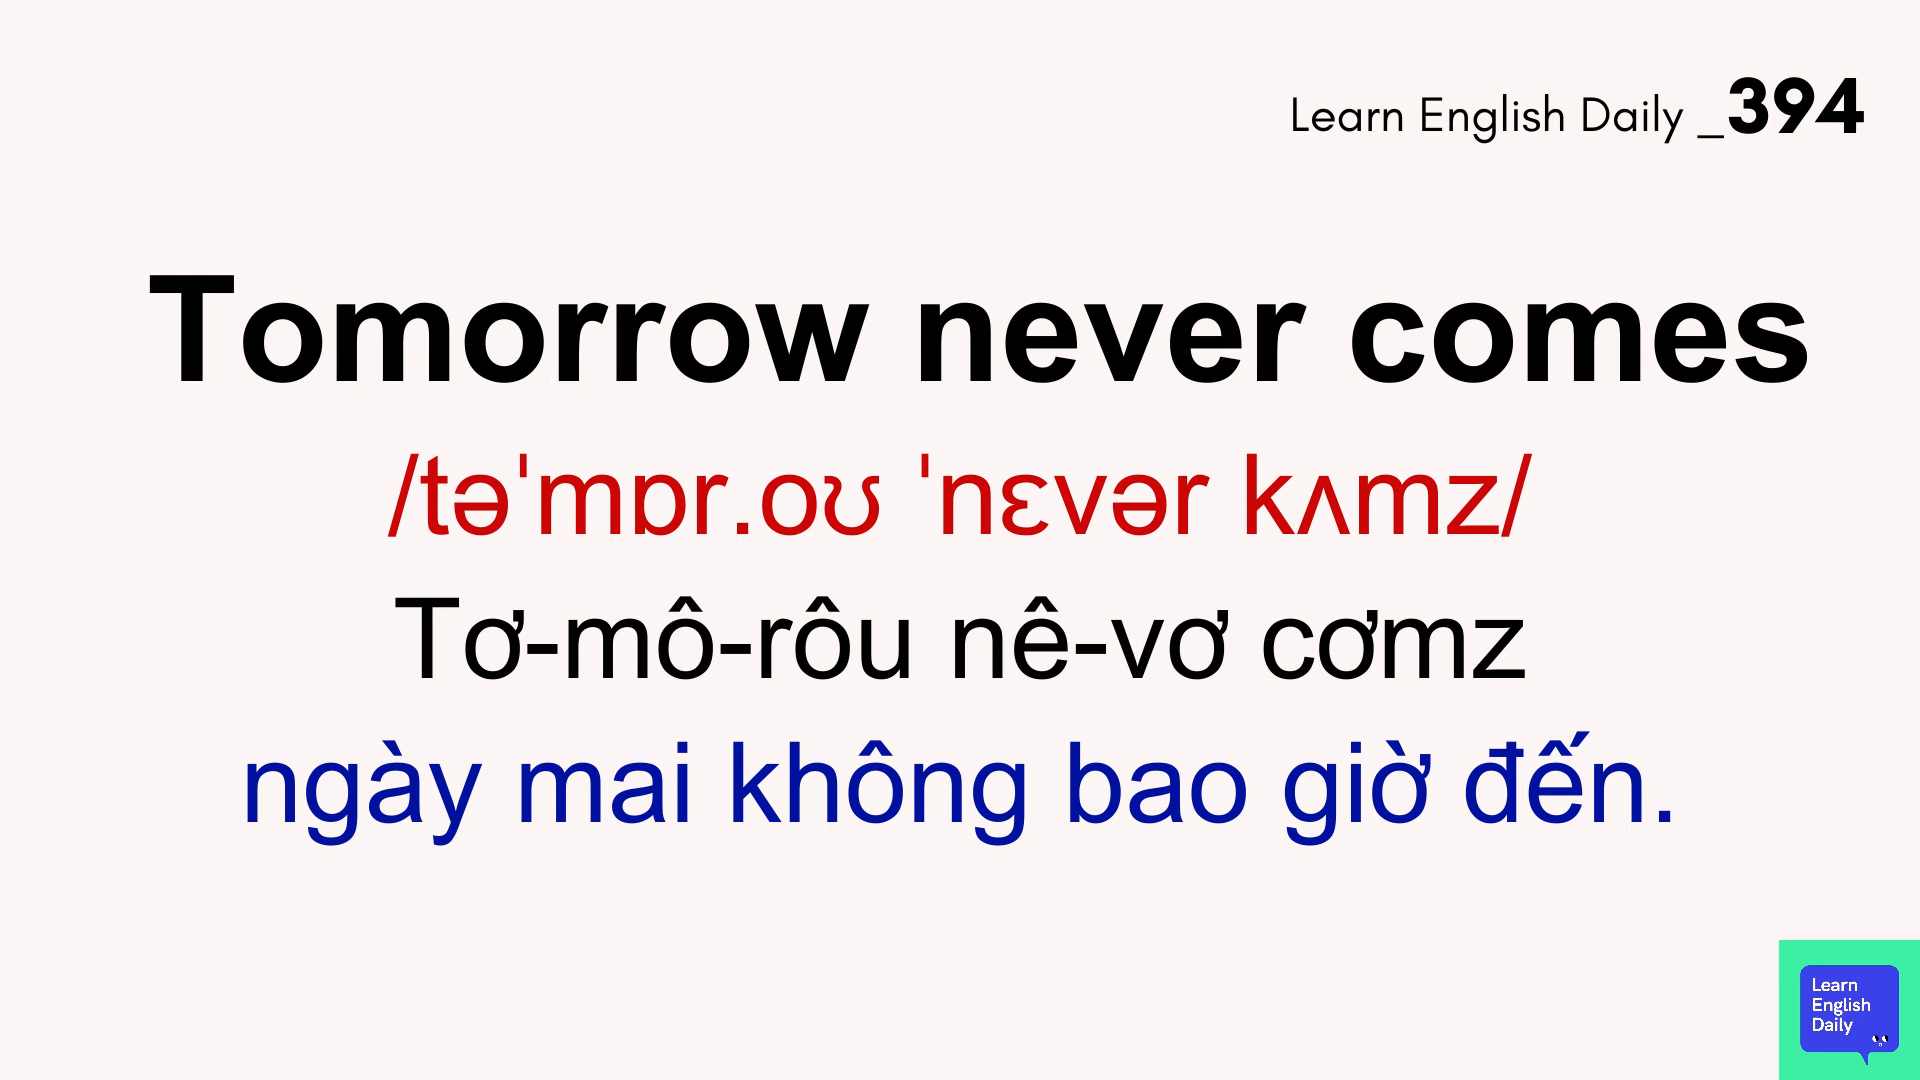 Learn English Daily _394
Tomorrow never comes
/təˈmɒr.oʊ ˈnɛvər kʌmz/
Tơ-mô-rôu nê-vơ cơmz
ngày mai không bao giờ đến.
Learn
English
Daily